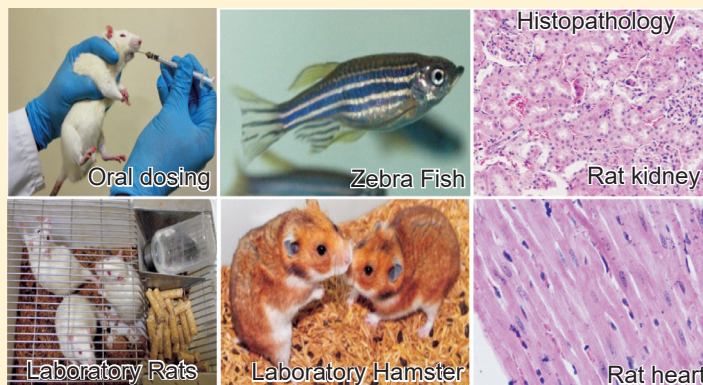 Histopathology
Oral dosing
Zebra Fish
Rat kidney
Laboratory Rats
Laboratory Hamster
Rat heart